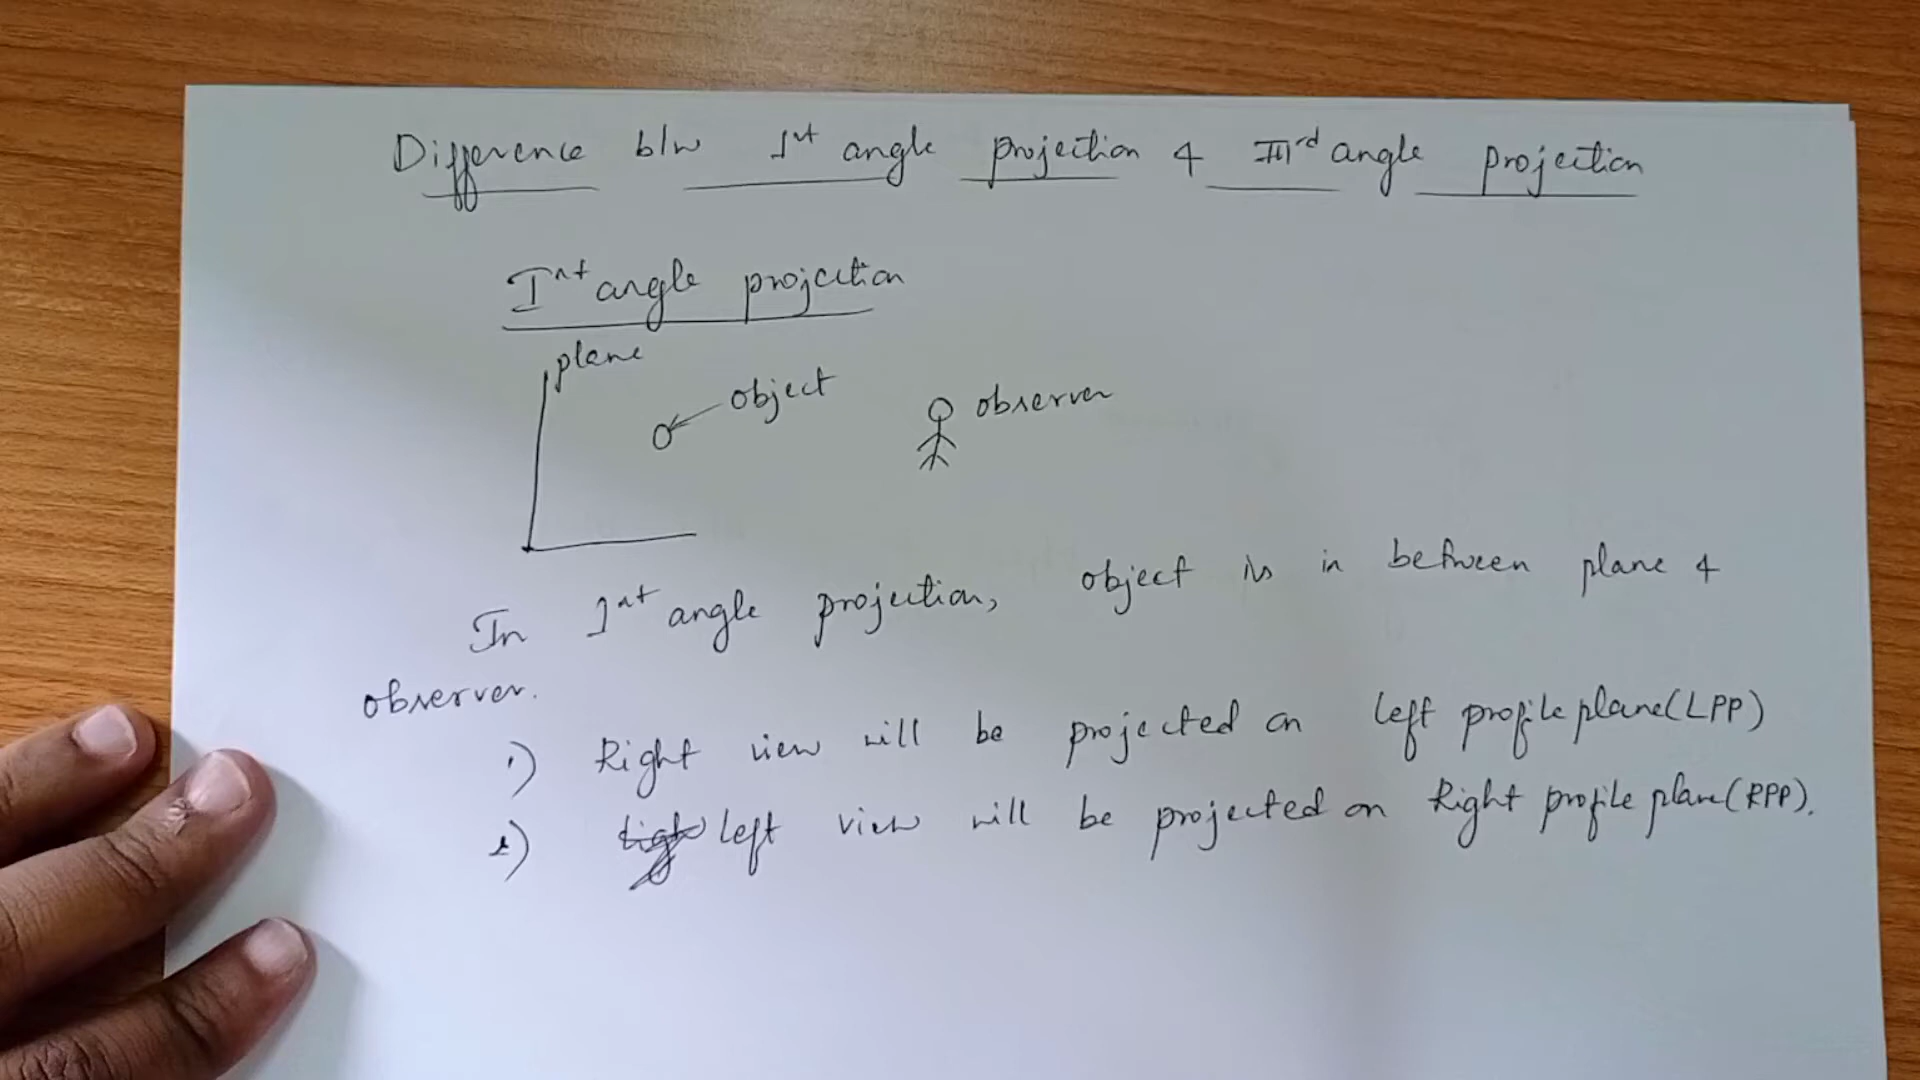 Difference b/w Ist angle projection & IIIrd angle projection
Ist angle projection
plane
object
observer
In Ist angle projection, object is in between plane &
observer.
1) Right view will be projected on left profile plane (LPP)
2) left view will be projected on Right profile plane (RPP).